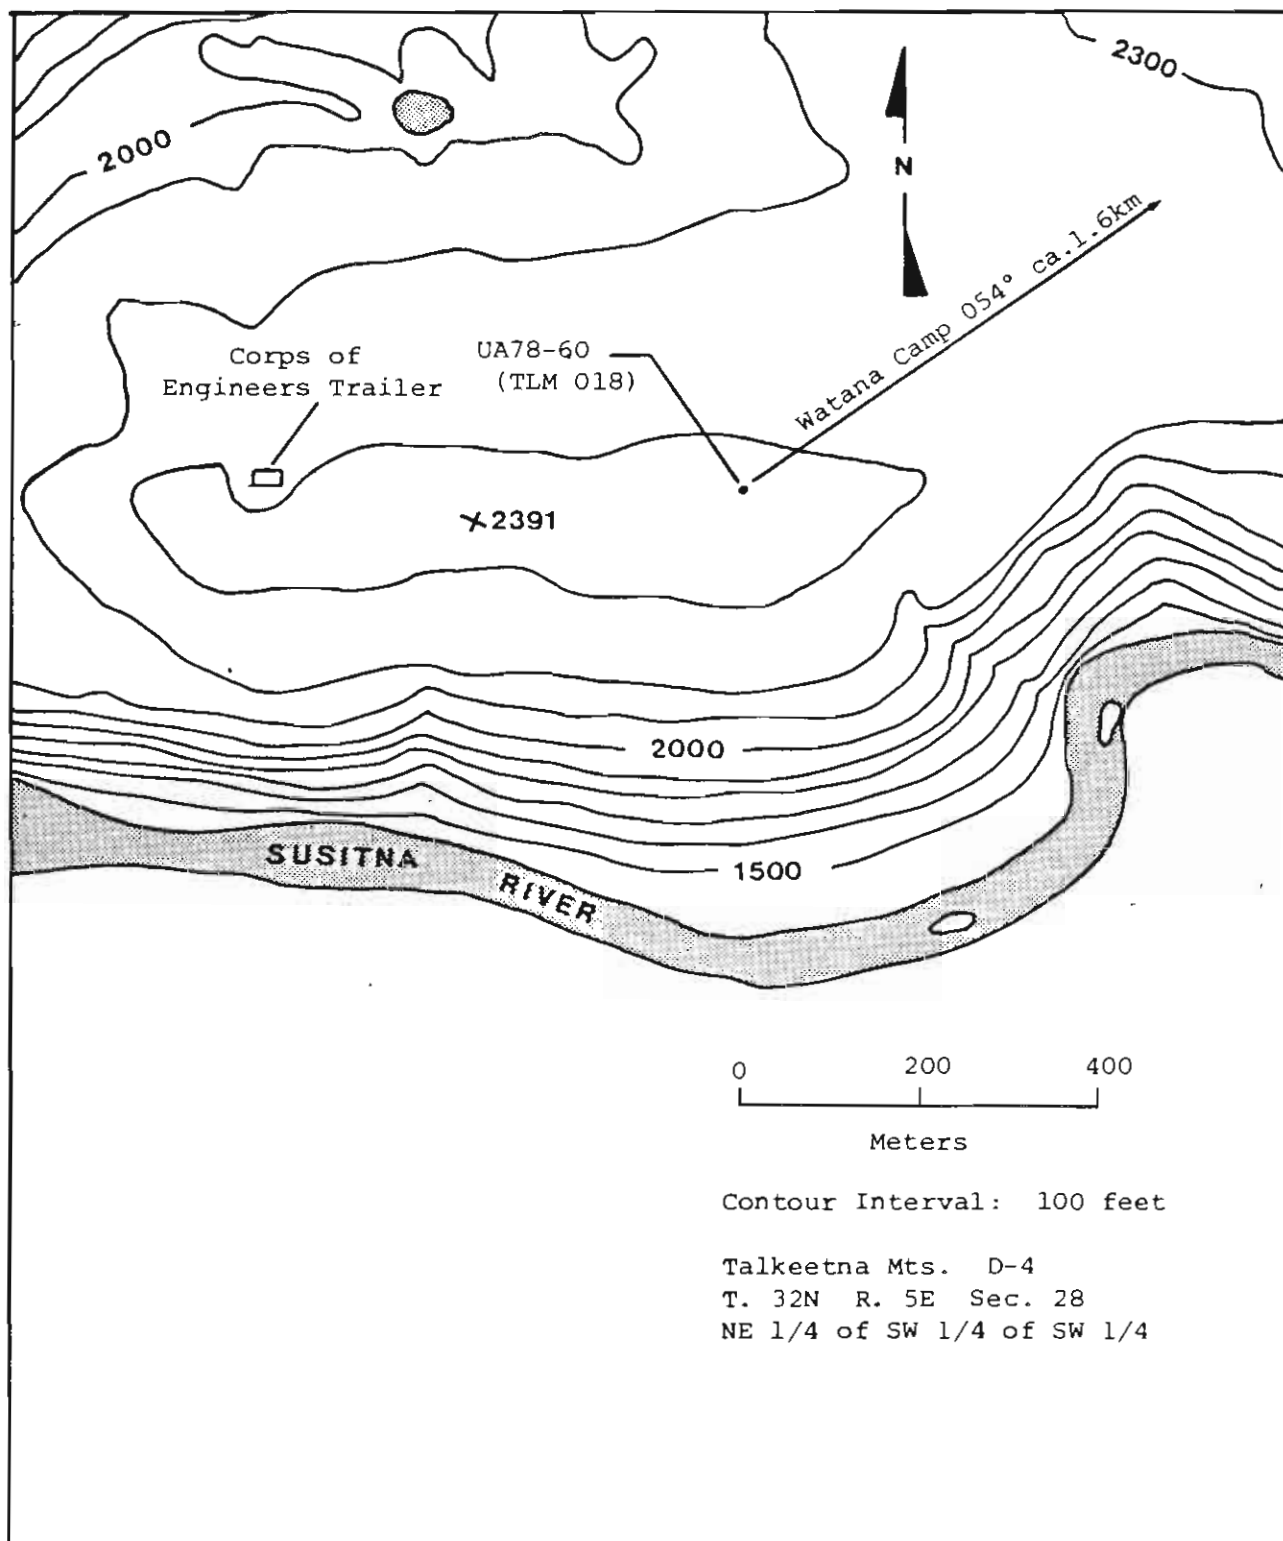 2300
2000
N
Watana Camp 054° ca.1.6km
Corps of
Engineers Trailer
UA78-60
(TLM 018)
2391
2000
SUSITNA
RIVER
1500
0 200 400
Meters
Contour Interval: 100 feet
Talkeetna Mts. D-4
T. 32N R. 5E Sec. 28
NE 1/4 of SW 1/4 of SW 1/4